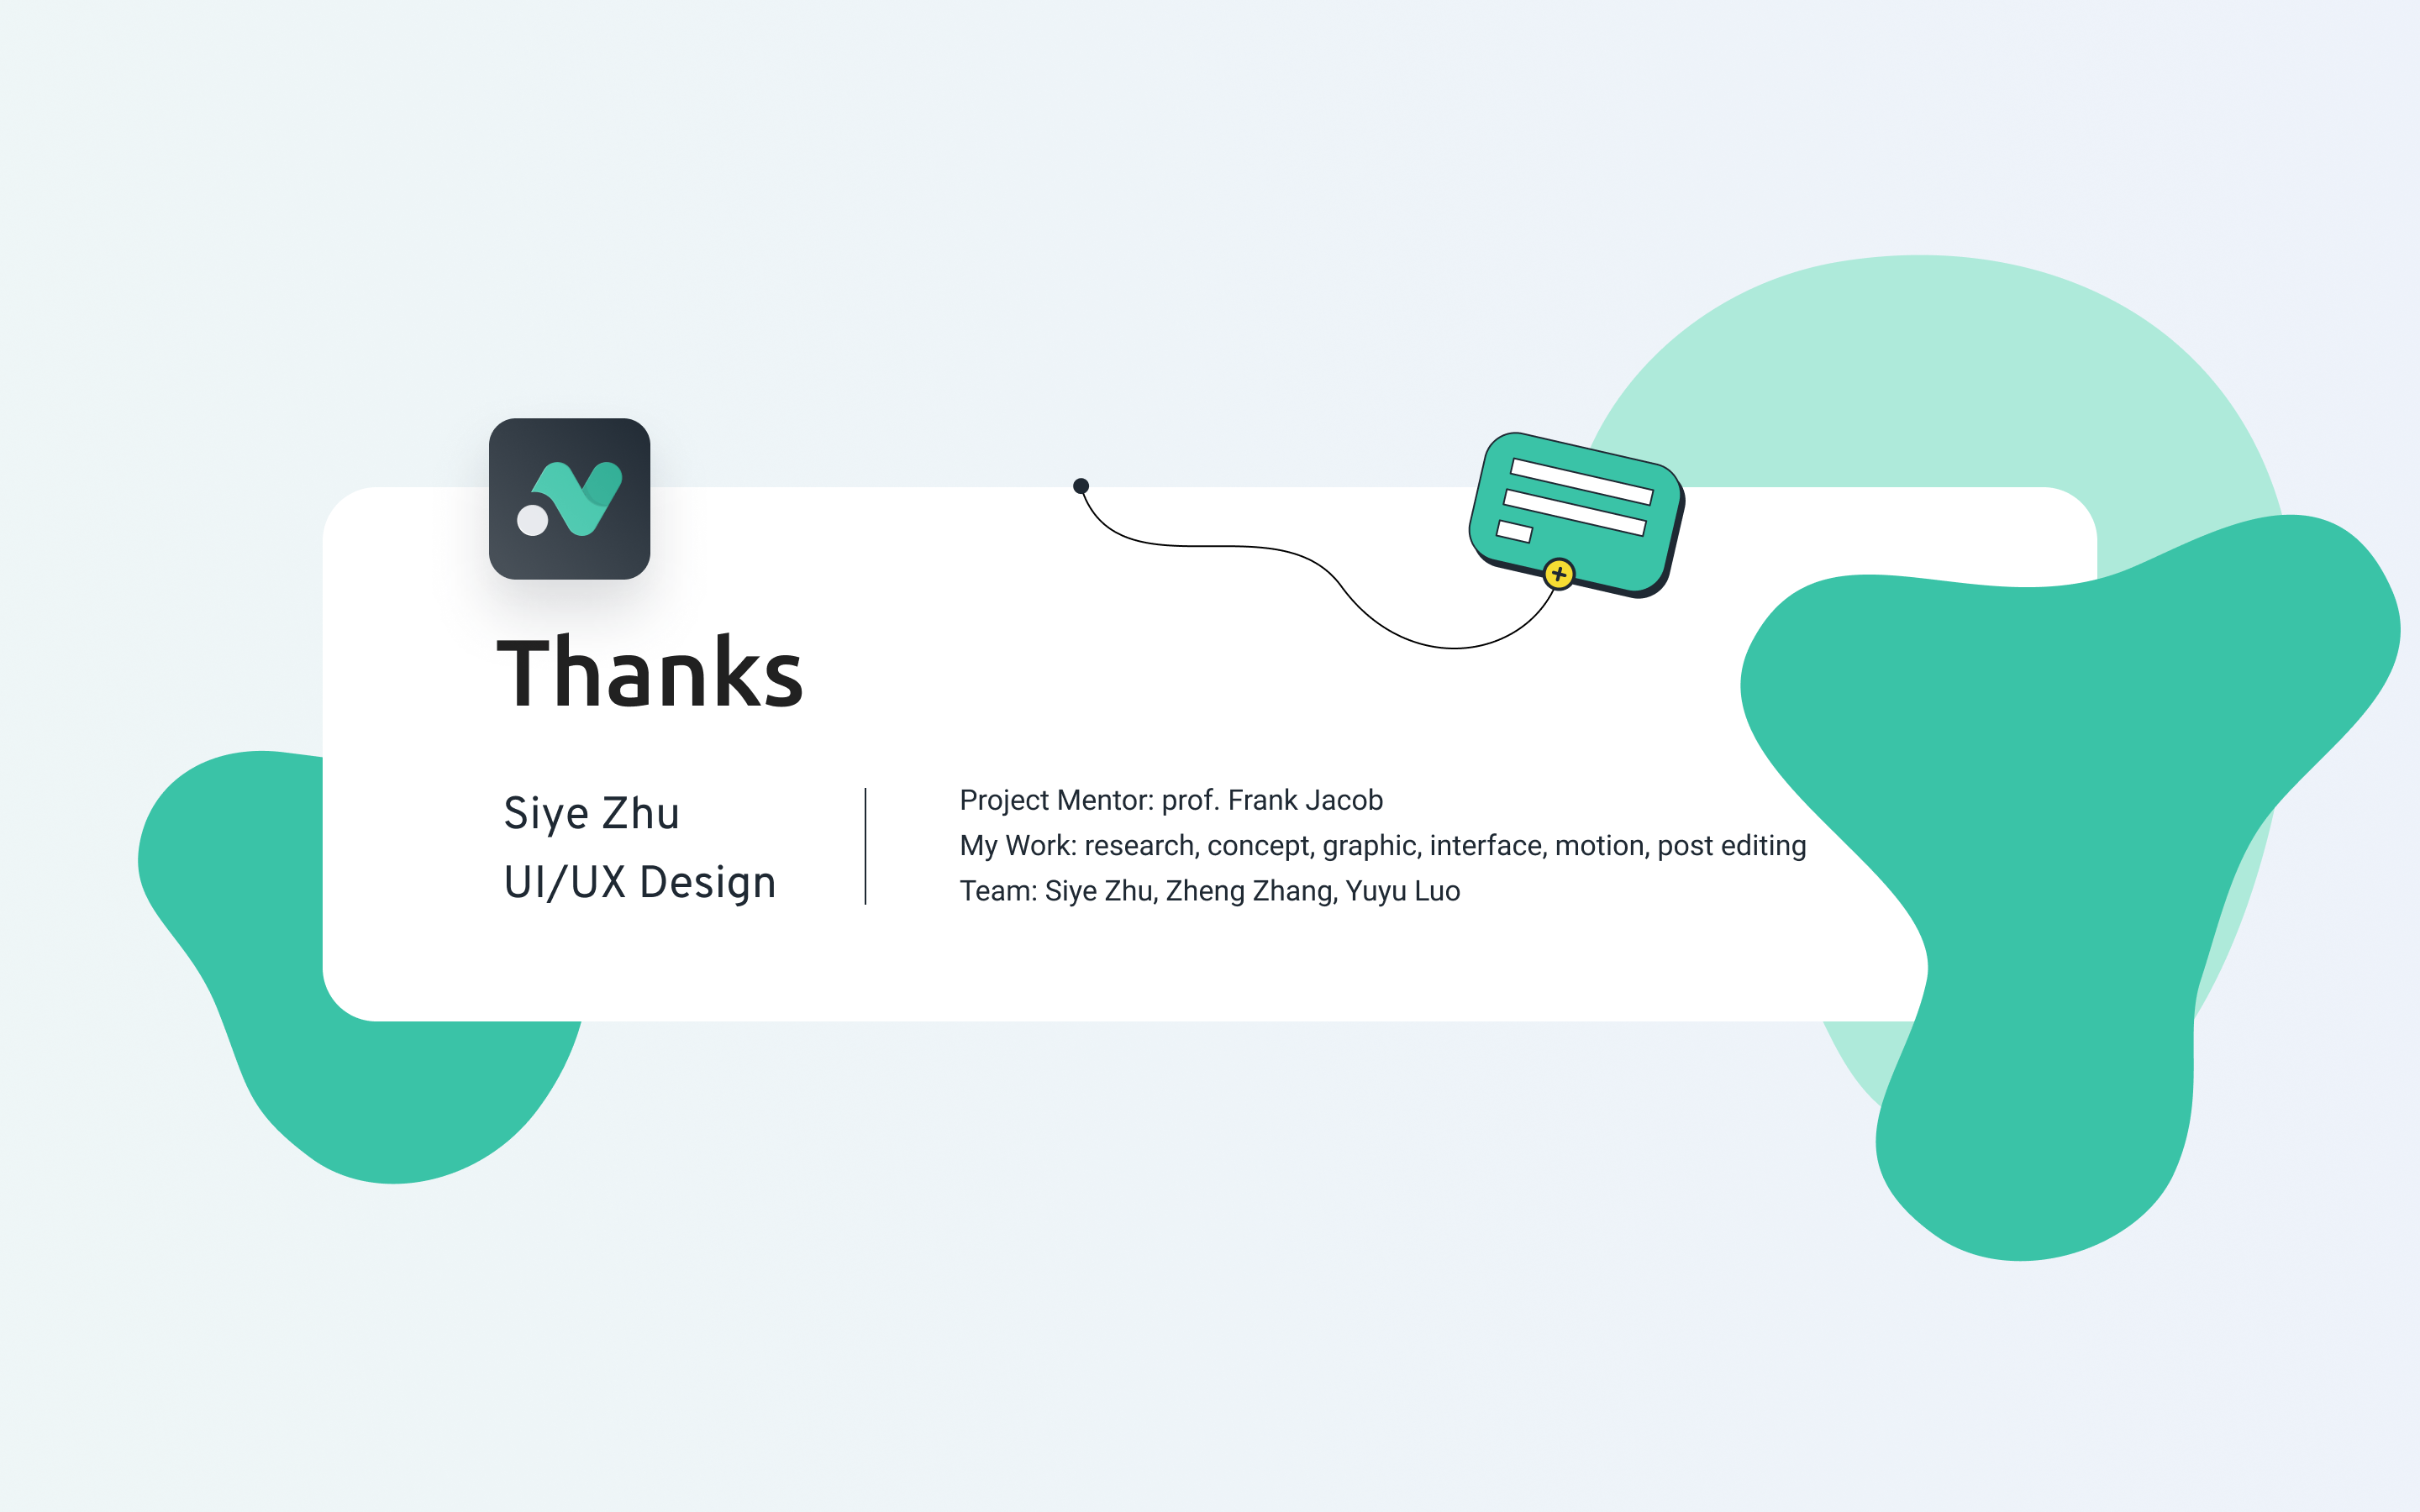 Thanks
Siye Zhu
UI/UX Design
Project Mentor: prof. Frank Jacob
My Work: research, concept, graphic, interface, motion, post editing
Team: Siye Zhu, Zheng Zhang, Yuyu Luo